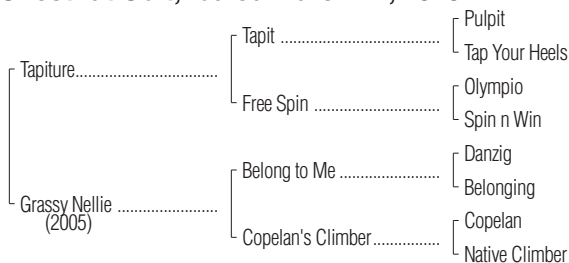 Pulpit
Tapit ................................
Tap Your Heels
Tapiture.............................
Olympio
Free Spin ..........................
Spin n Win
Danzig
Belong to Me .....................
Belonging
Grassy Nellie ....................
(2005)
Copelan
Copelan's Climber..............
Native Climber